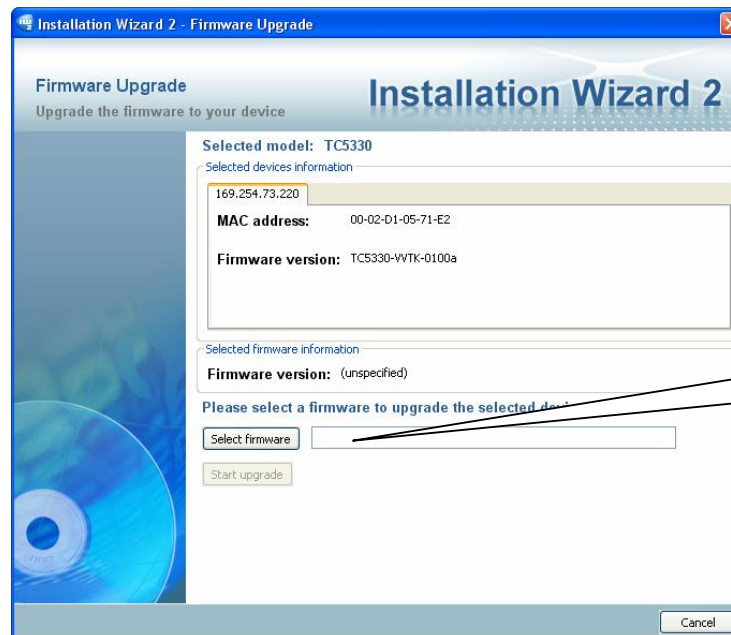 Installation Wizard 2 - Firmware Upgrade
Firmware Upgrade
Upgrade the firmware to your device
Installation Wizard 2
Selected model: TC5330
Selected devices information
169.254.73.220
MAC address: 00-02-D1-05-71-E2
Firmware version: TC5330-VVTK-0100a
Selected firmware information
Firmware version: (unspecified)
Please select a firmware to upgrade the selected
Select firmware
Start upgrade
Cancel